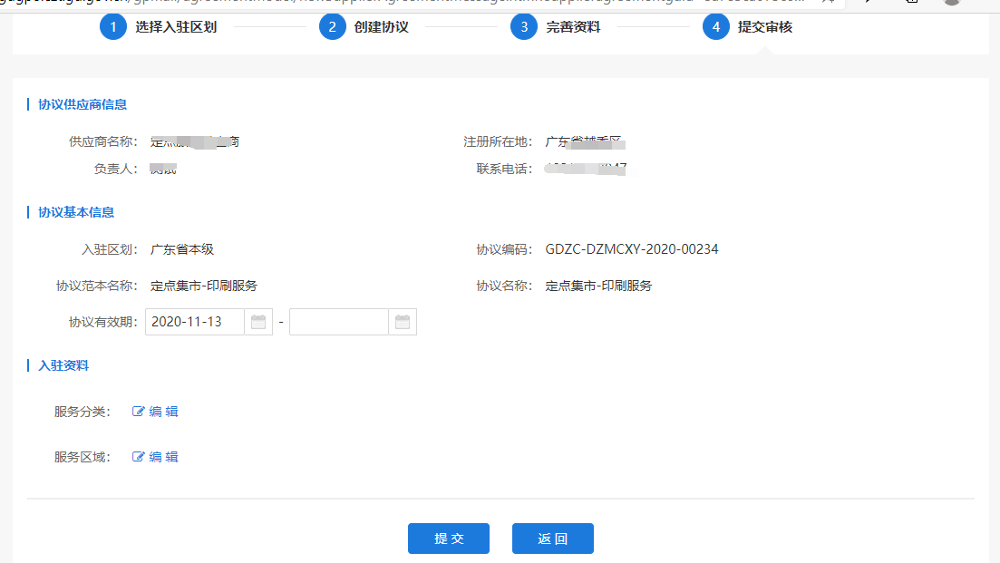 1 选择入驻区划 2 创建协议 3 完善资料 4 提交审核
协议供应商信息
供应商名称： 注册所在地： 广东省越秀区
负责人： 测试 联系电话：
协议基本信息
入驻区划： 广东省本级 协议编码： GDZC-DZMCXY-2020-00234
协议范本名称： 定点集市-印刷服务 协议名称： 定点集市-印刷服务
协议有效期： 2020-11-13 -
入驻资料
服务分类： 编 辑
服务区域： 编 辑
提 交 返 回